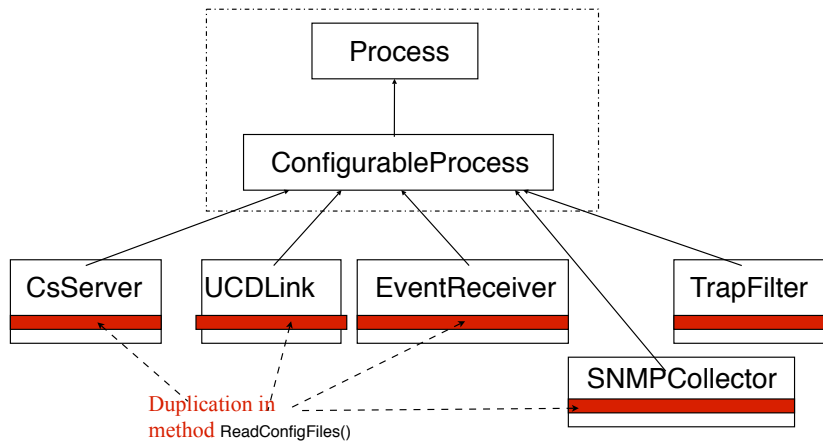 Process
ConfigurableProcess
CsServer
UCDLink
EventReceiver
TrapFilter
SNMPCollector
Duplication in
method ReadConfigFiles()